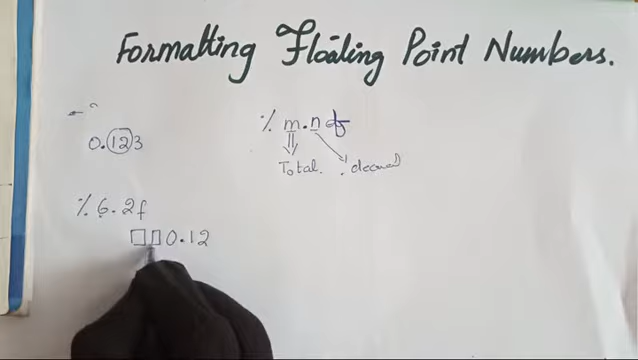 Formatting Floating Point Numbers.
0.123
% m.n f
Total. .decimal
% 6.2f
□□0.12